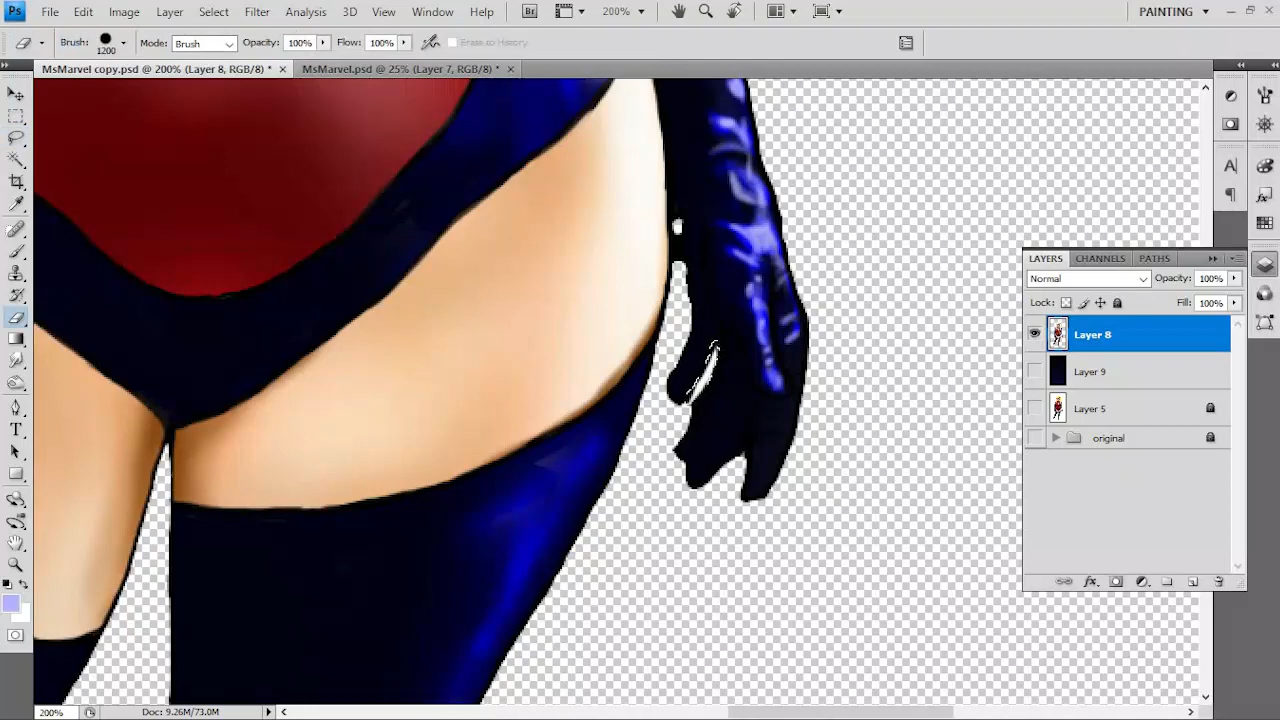 Ps File Edit Image Layer Select Filter Analysis 3D View Window Help Br 200% PAINTING
Brush: 1200 Mode: Brush Opacity: 100% Flow: 100% Erase to History
MsMarvel copy.psd @ 200% (Layer 8, RGB/8) * MsMarvel.psd @ 25% (Layer 7, RGB/8) *
LAYERS CHANNELS PATHS
Normal Opacity: 100%
Lock: Fill: 100%
Layer 8
Layer 9
Layer 5
original
200% Doc: 9.26M/73.0M